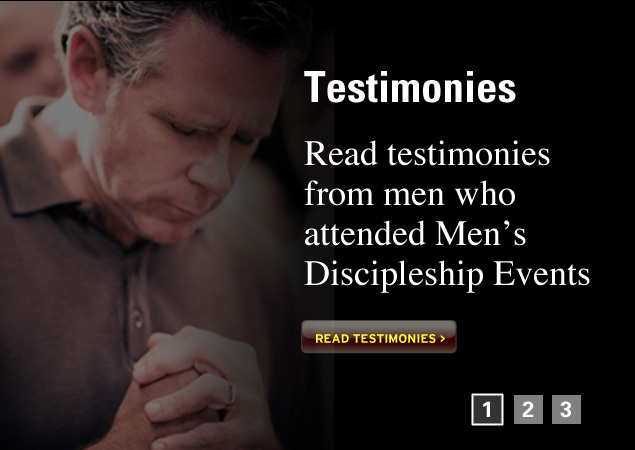 Testimonies
Read testimonies
from men who
attended Men’s
Discipleship Events
READ TESTIMONIES >
1 2 3